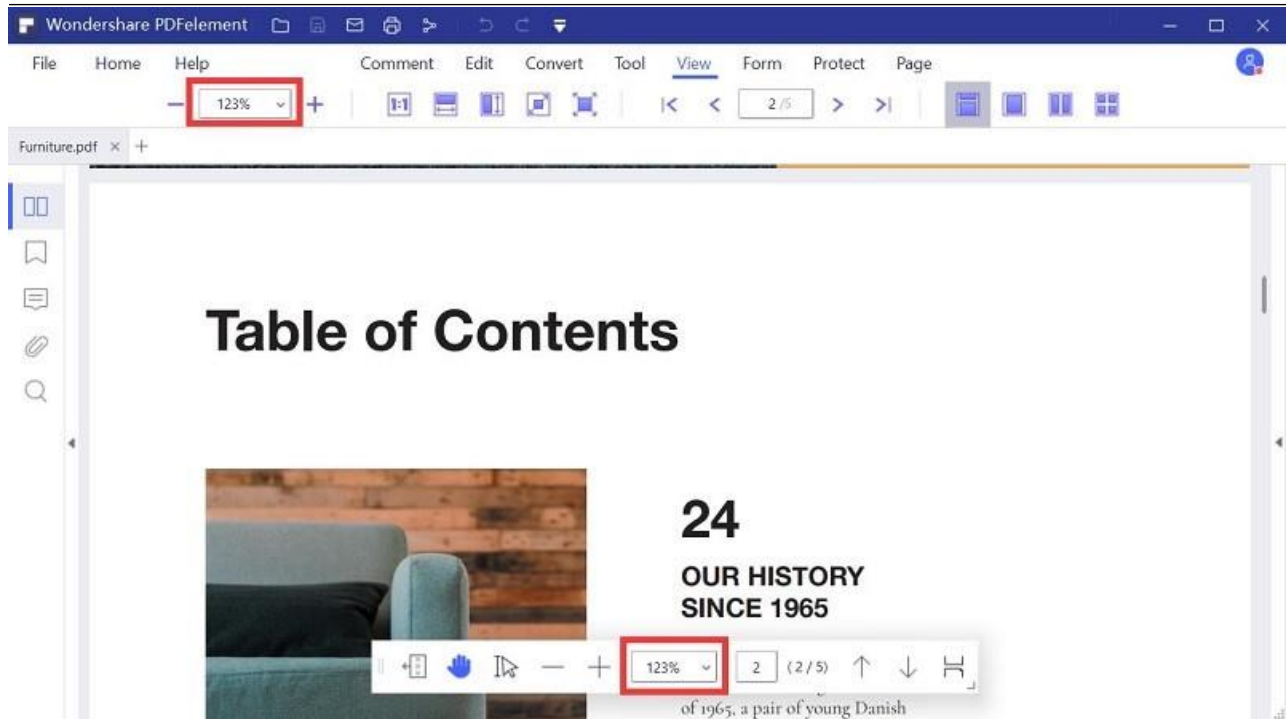 Wondershare PDFelement
File Home Help Comment Edit Convert Tool View Form Protect Page
123% 1:1 2/5
Furniture.pdf
Table of Contents
24
OUR HISTORY
SINCE 1965
123% 2 (2/5)
of 1965, a pair of young Danish